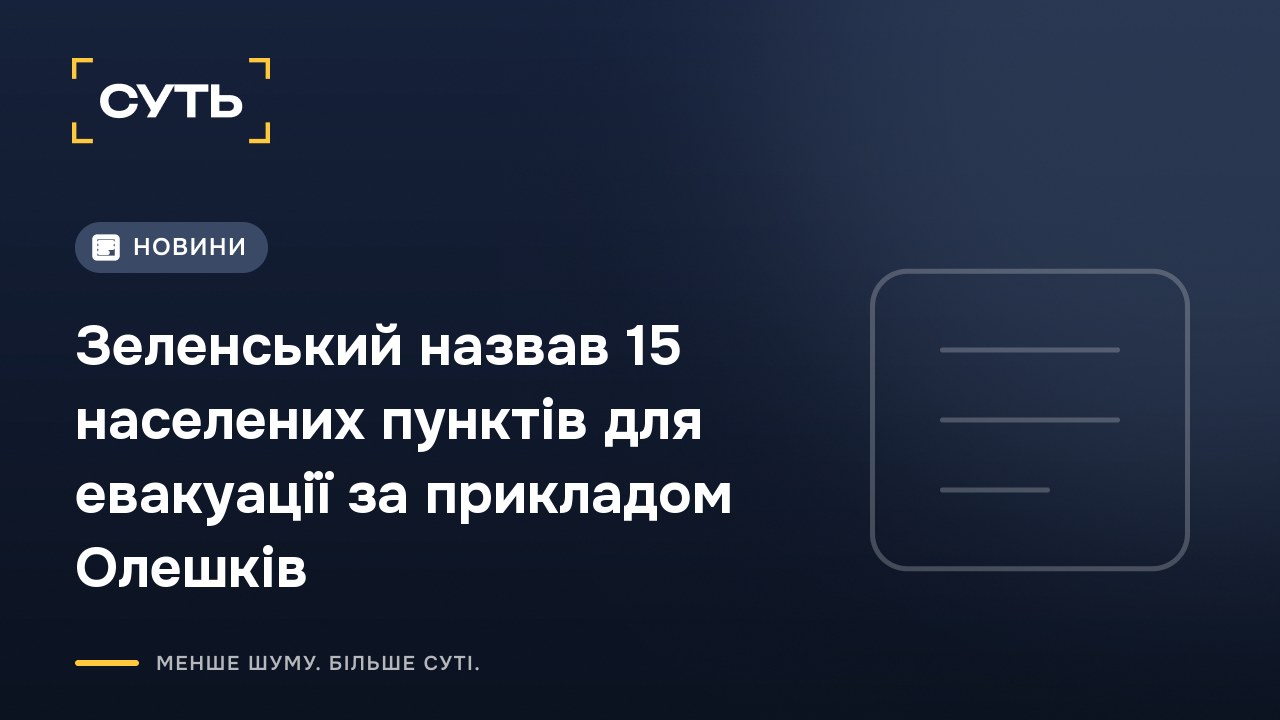 СУТЬ
НОВИНИ
Зеленський назвав 15
населених пунктів для
евакуації за прикладом
Олешків
МЕНШЕ ШУМУ. БІЛЬШЕ СУТІ.